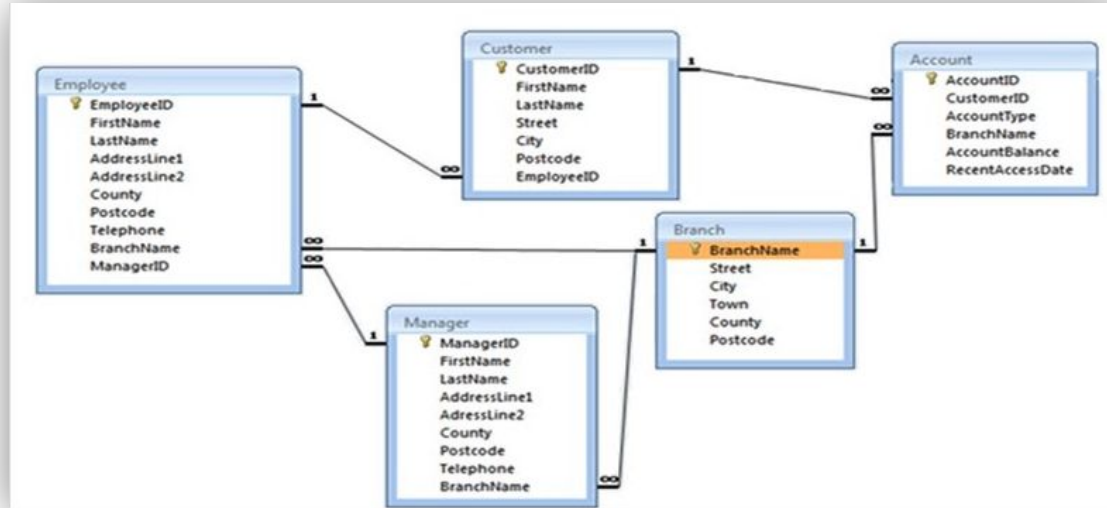 Employee
EmployeeID
FirstName
LastName
AddressLine1
AddressLine2
County
Postcode
Telephone
BranchName
ManagerID
1
∞
∞
∞
Customer
CustomerID
FirstName
LastName
Street
City
Postcode
EmployeeID
1
∞
Account
AccountID
CustomerID
AccountType
BranchName
AccountBalance
RecentAccessDate
∞
∞
Manager
ManagerID
FirstName
LastName
AddressLine1
AdressLine2
County
Postcode
Telephone
BranchName
1
∞
Branch
BranchName
Street
City
Town
County
Postcode
1
1